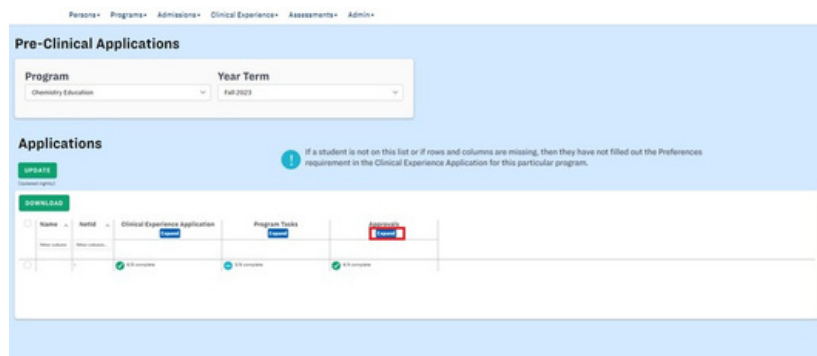 Persons Programs Admissions Clinical Experience Assessments Admin
Pre-Clinical Applications
Program Year Term
Chemistry Education Fall 2023
Applications
If a student is not on this list or if rows and columns are missing, then they have not filled out the Preferences
requirement in the Clinical Experience Application for this particular program.
UPDATE
DOWNLOAD
Name NetId Clinical Experience Application Program Tasks Approvals
Expand Expand Expand
complete complete complete